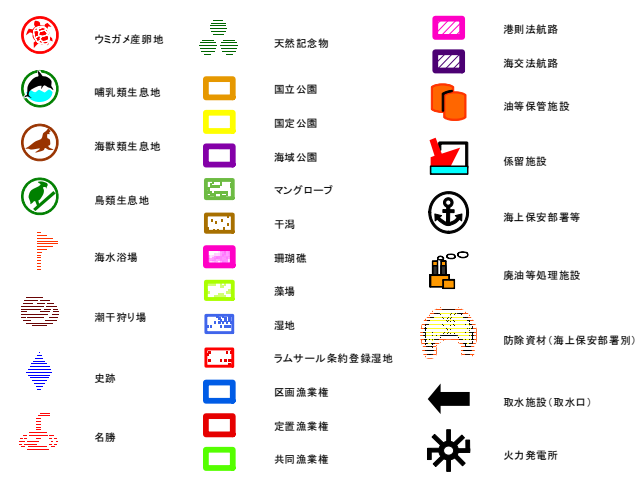 ウミガメ産卵地
哺乳類生息地
海獣類生息地
鳥類生息地
海水浴場
潮干狩り場
史跡
名勝
天然記念物
国立公園
国定公園
海域公園
マングローブ
干潟
珊瑚礁
藻場
湿地
ラムサール条約登録湿地
区画漁業権
定置漁業権
共同漁業権
港則法航路
海交法航路
油等保管施設
係留施設
海上保安部署等
廃油等処理施設
防除資材(海上保安部署別)
取水施設(取水口)
火力発電所